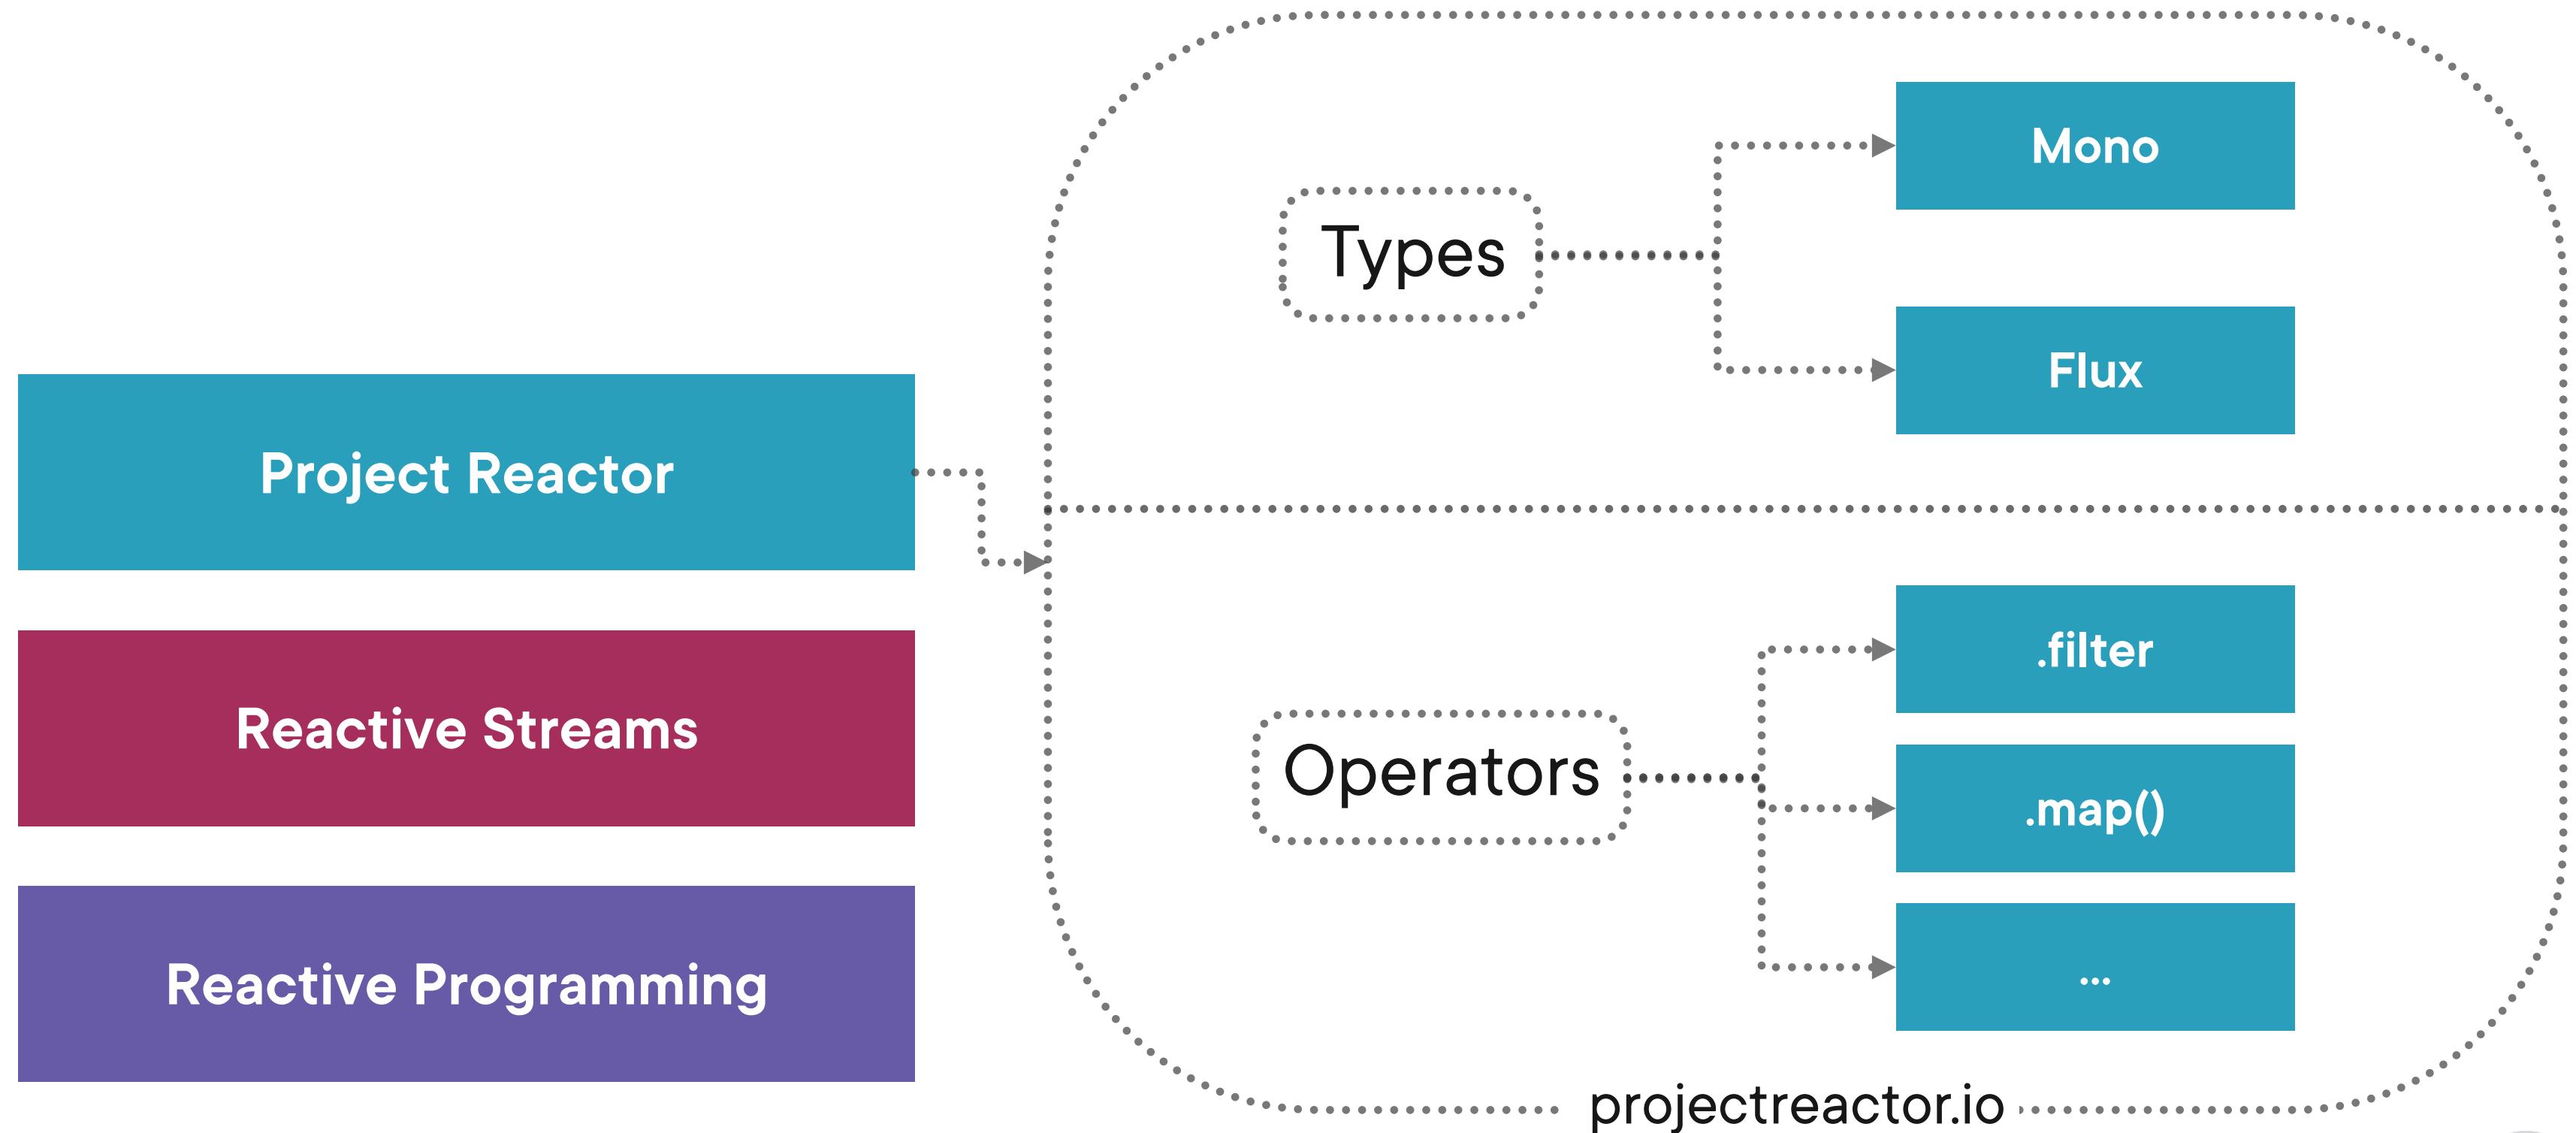 Project Reactor
Reactive Streams
Reactive Programming
Types
Mono
Flux
Operators
.filter
.map()
...
projectreactor.io